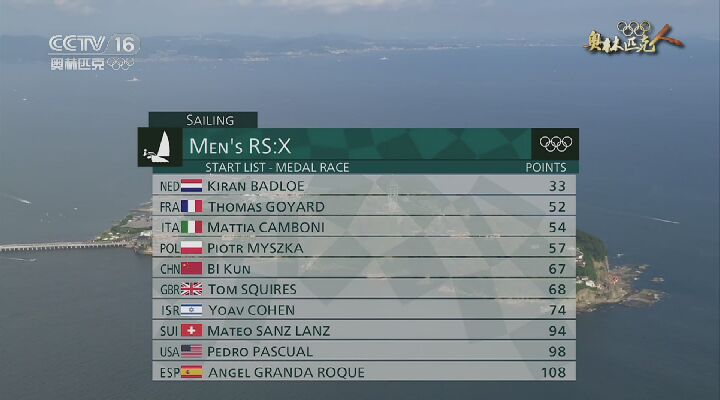 CCTV 16
奥林匹克
奥林匹克人
SAILING
MEN'S RS:X
START LIST - MEDAL RACE POINTS
NED KIRAN BADLOE 33
FRA THOMAS GOYARD 52
ITA MATTIA CAMBONI 54
POL PIOTR MYSZKA 57
CHN BI KUN 67
GBR TOM SQUIRES 68
ISR YOAV COHEN 74
SUI MATEO SANZ LANZ 94
USA PEDRO PASCUAL 98
ESP ANGEL GRANDA ROQUE 108